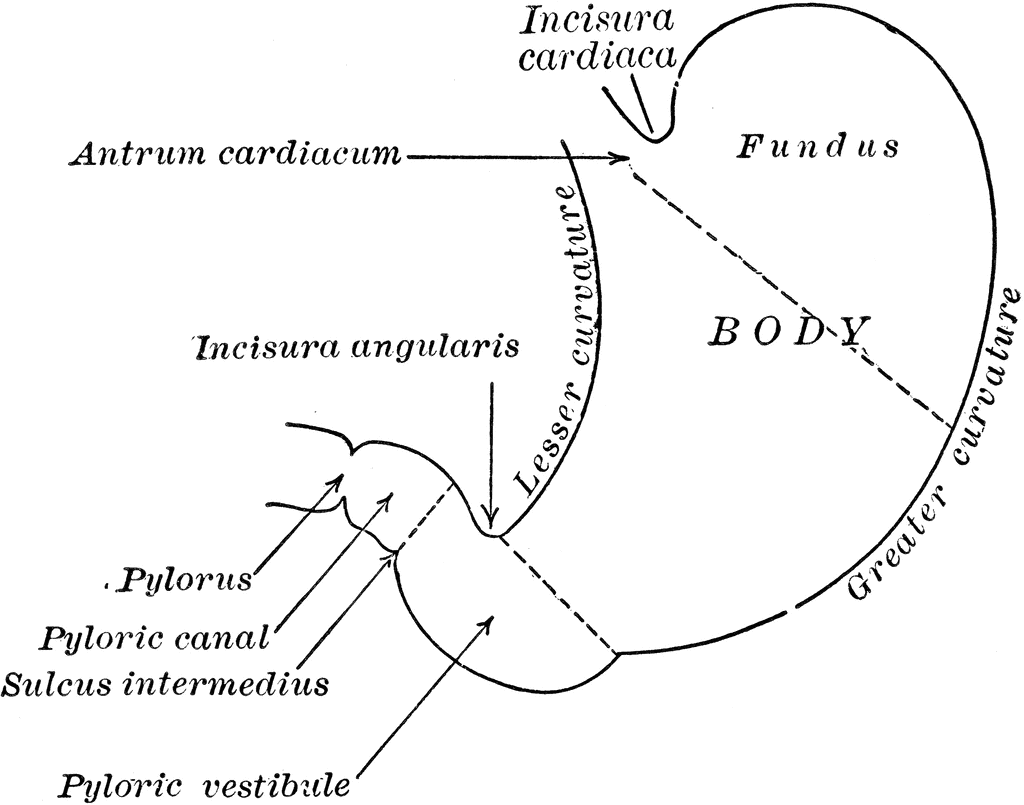 Incisura
cardiaca
Antrum cardiacum
Fundus
Lesser curvature
BODY
Incisura angularis
Greater curvature
Pylorus
Pyloric canal
Sulcus intermedius
Pyloric vestibule